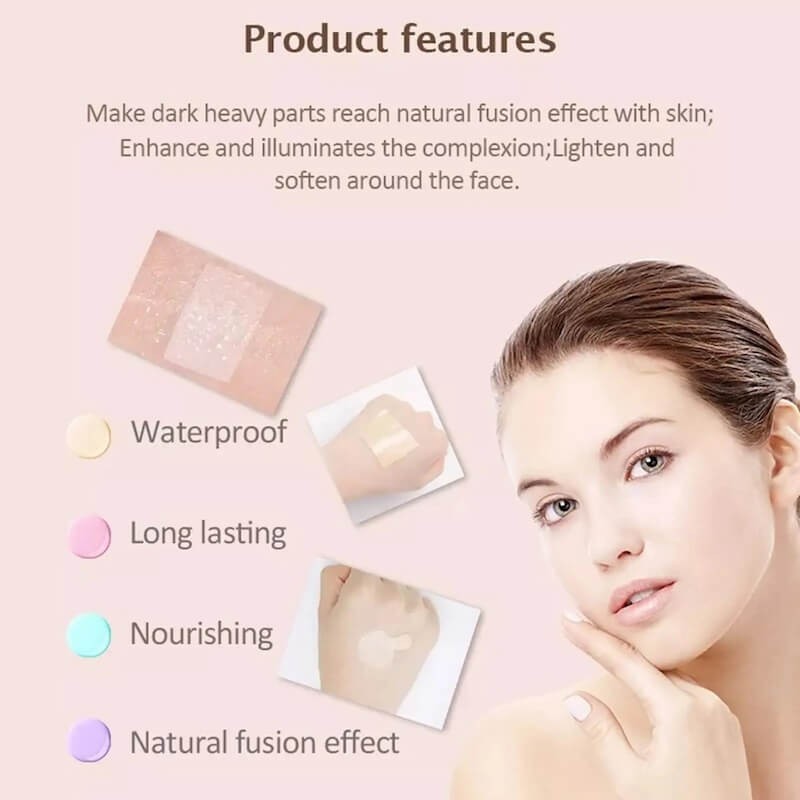 Product features
Make dark heavy parts reach natural fusion effect with skin;
Enhance and illuminates the complexion;Lighten and
soften around the face.
Waterproof
Long lasting
Nourishing
Natural fusion effect